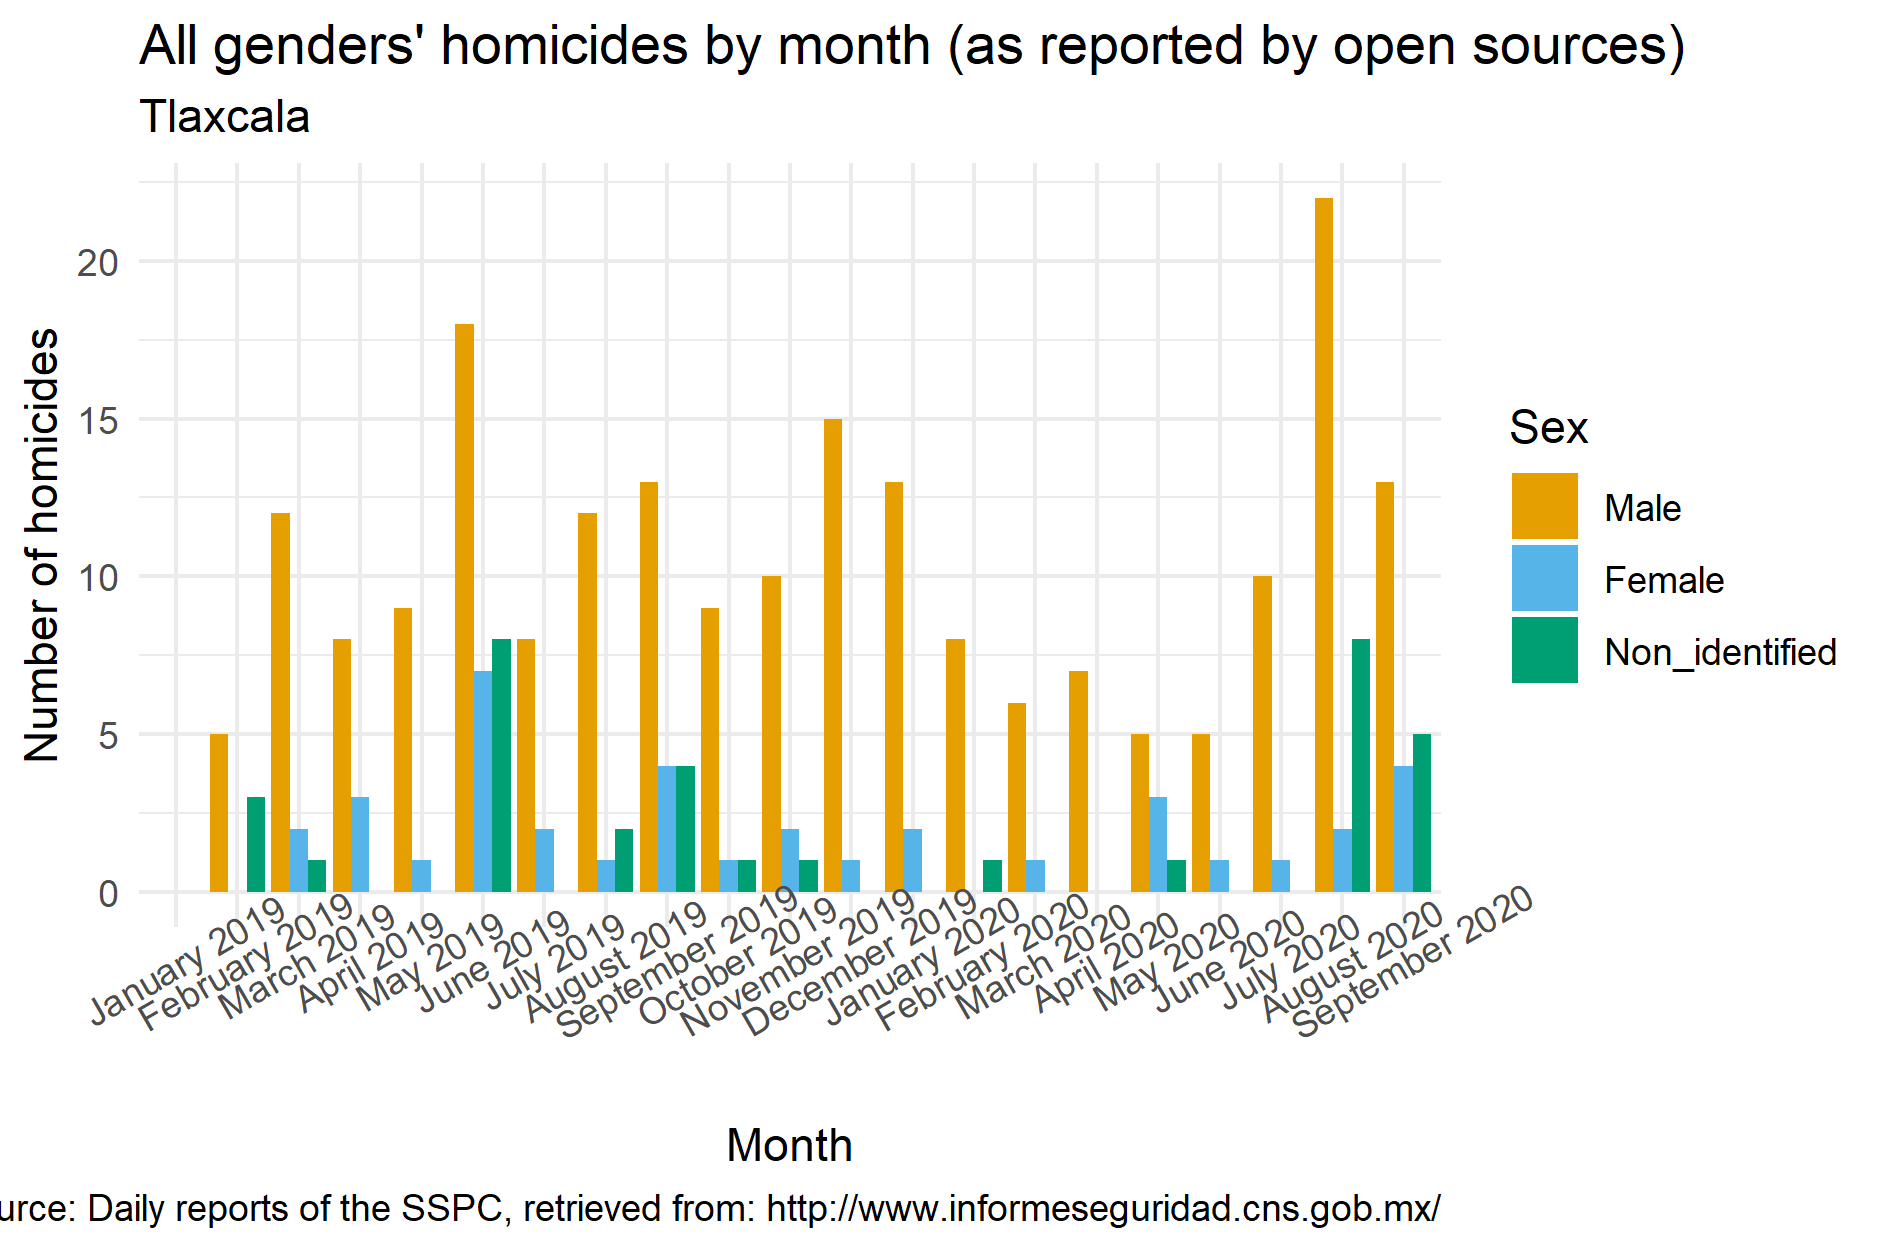 All genders' homicides by month (as reported by open sources)
Tlaxcala
Number of homicides
20
15
10
5
0
January 2019
February 2019
March 2019
April 2019
May 2019
June 2019
July 2019
August 2019
September 2019
October 2019
November 2019
December 2019
January 2020
February 2020
March 2020
April 2020
May 2020
June 2020
July 2020
August 2020
September 2020
Month
Sex
Male
Female
Non_identified
urce: Daily reports of the SSPC, retrieved from: http://www.informeseguridad.cns.gob.mx/